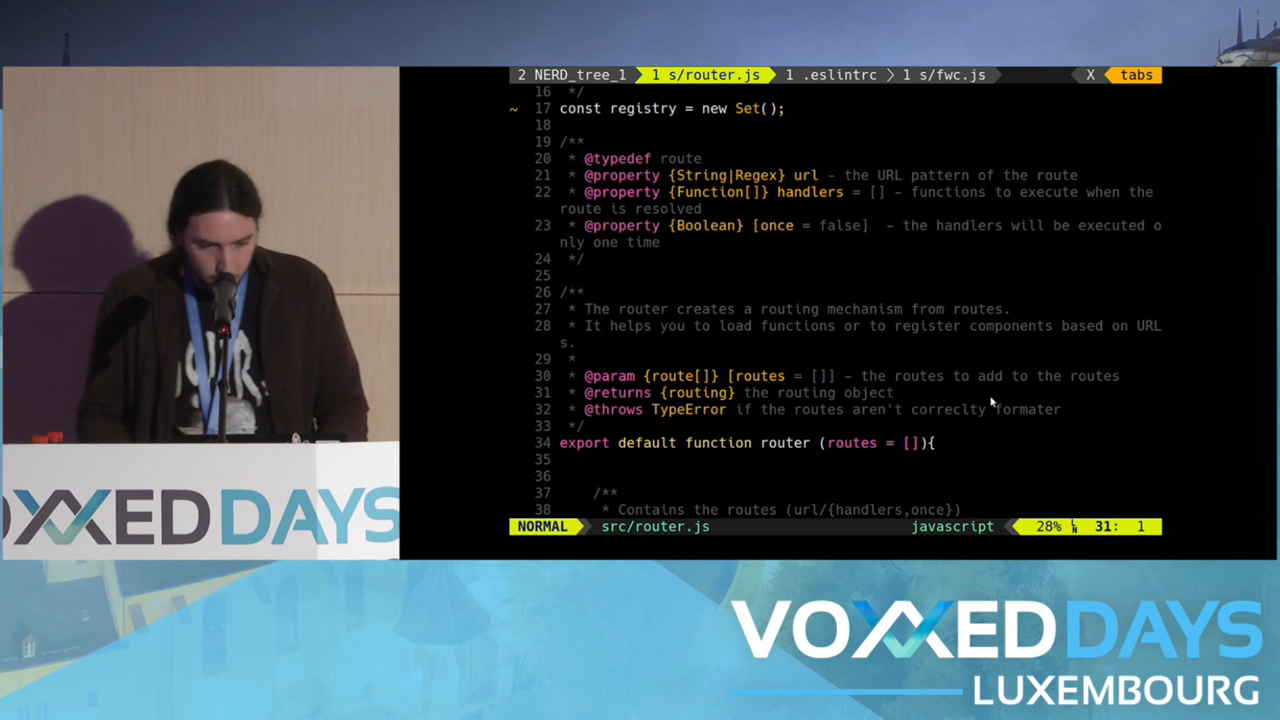 2 NERD_tree_1 1 s/router.js 1 .eslintrc 1 s/fwc.js X tabs
16 */
~ 17 const registry = new Set();
18
19 /**
20 * @typedef route
21 * @property {String|Regex} url - the URL pattern of the route
22 * @property {Function[]} handlers = [] - functions to execute when the
route is resolved
23 * @property {Boolean} [once = false] - the handlers will be executed o
nly one time
24 */
25
26 /**
27 * The router creates a routing mechanism from routes.
28 * It helps you to load functions or to register components based on URL
s.
29 *
30 * @param {route[]} [routes = []] - the routes to add to the routes
31 * @returns {routing} the routing object
32 * @throws TypeError if the routes aren't correclty formater
33 */
34 export default function router (routes = []){
35
36
37 /**
38 * Contains the routes (url/{handlers,once})
NORMAL src/router.js javascript 28% 31: 1
VOXXED DAYS
VOXXED DAYS
LUXEMBOURG